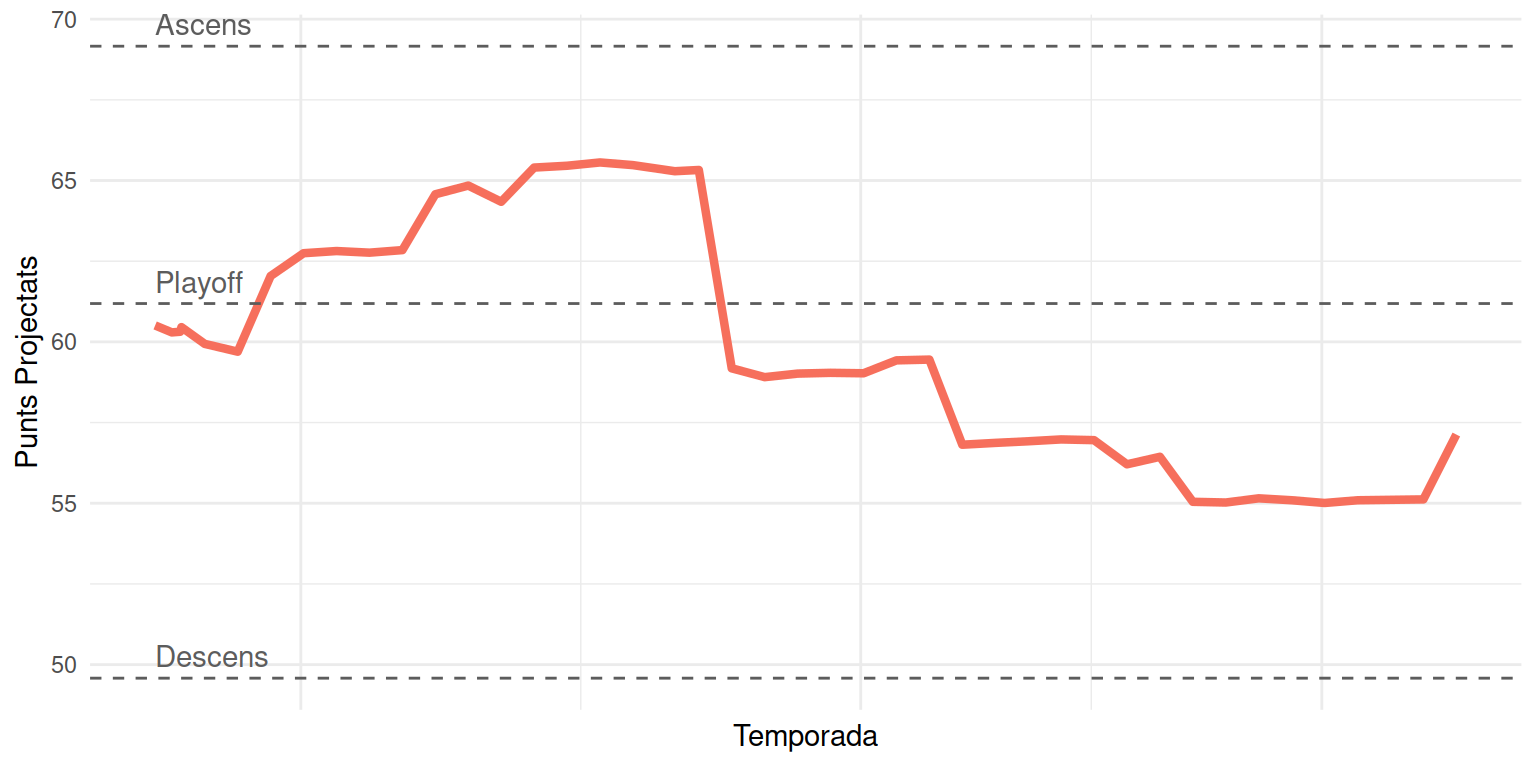 70
Ascens
65
Playoff
60
55
Descens
50
Punts Projectats
Temporada